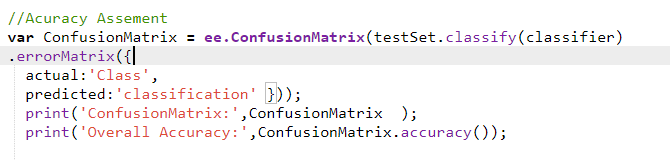 //Acuracy Assement
var ConfusionMatrix = ee.ConfusionMatrix(testSet.classify(classifier)
.errorMatrix({
actual:'Class',
predicted:'classification' }));
print('ConfusionMatrix:',ConfusionMatrix  );
print('Overall Accuracy:',ConfusionMatrix.accuracy());